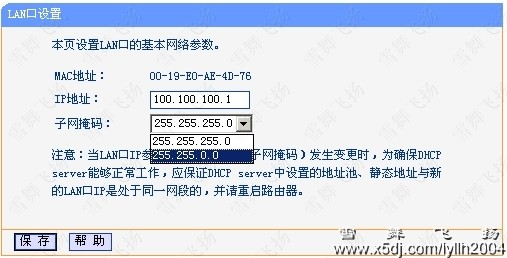 LAN口设置
本页设置LAN口的基本网络参数。
MAC地址： 00-19-E0-AE-4D-76
IP地址： 100.100.100.1
子网掩码： 255.255.255.0
255.255.255.0
255.255.0.0
注意：当LAN口IP参 子网掩码）发生变更时，为确保DHCP
server能够正常工作，应保证DHCP server中设置的地址池、静态地址与新
的LAN口IP是处于同一网段的，并请重启路由器。
保 存 帮 助
雪 舞 飞 扬
www.x5dj.com/lyllh2004